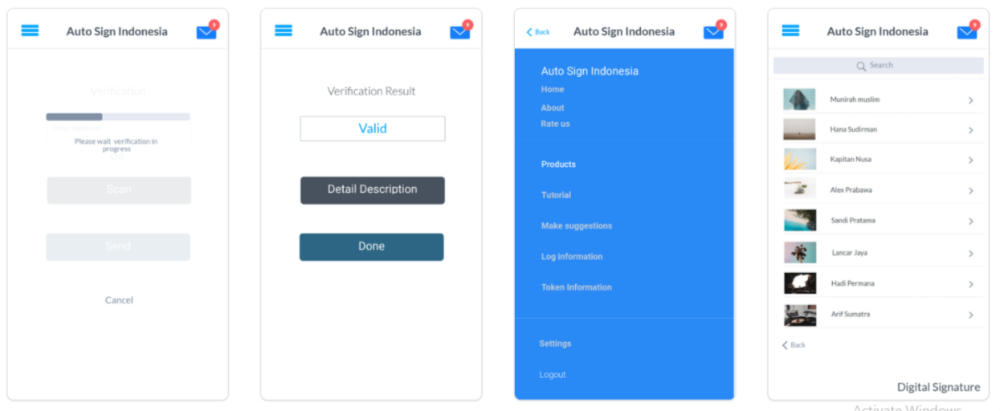 Auto Sign Indonesia
9
Verification
Please wait verification in
progress
OR
Scan
Send
Cancel
Auto Sign Indonesia
9
Verification Result
Valid
Detail Description
Done
Back
Auto Sign Indonesia
9
Auto Sign Indonesia
Home
About
Rate us
Products
Tutorial
Make suggestions
Log information
Token Information
Settings
Logout
Auto Sign Indonesia
9
Search
Munirah muslim
Hana Sudirman
Kapitan Nusa
Alex Prabawa
Sandi Pratama
Lancar Jaya
Hadi Permana
Arif Sumatra
Back
Digital Signature
Activate Windows